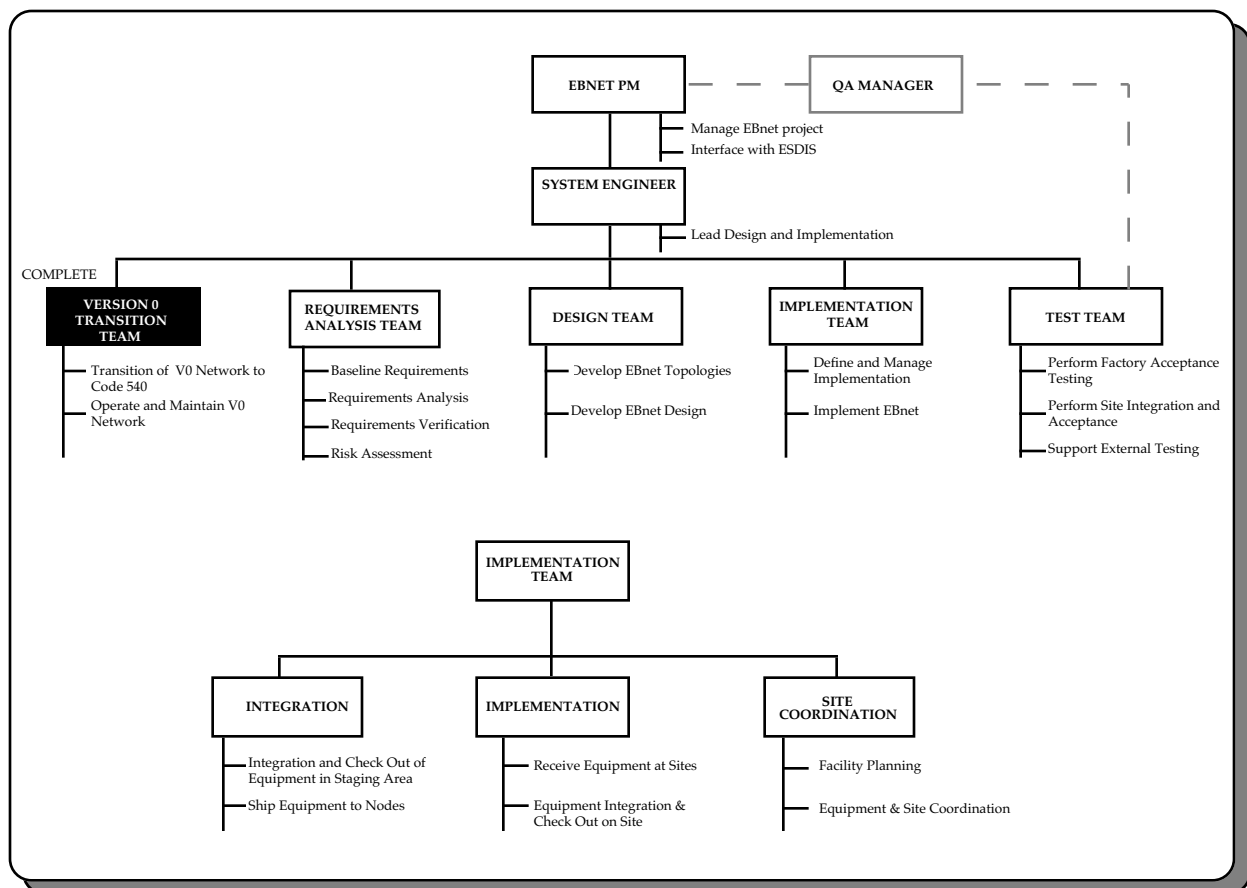 EBNET PM
QA MANAGER
Manage EBnet project
Interface with ESDIS
SYSTEM ENGINEER
Lead Design and Implementation
COMPLETE
VERSION 0
TRANSITION
TEAM
Transition of V0 Network to
Code 540
Operate and Maintain V0
Network
REQUIREMENTS
ANALYSIS TEAM
Baseline Requirements
Requirements Analysis
Requirements Verification
Risk Assessment
DESIGN TEAM
Develop EBnet Topologies
Develop EBnet Design
IMPLEMENTATION
TEAM
Define and Manage
Implementation
Implement EBnet
TEST TEAM
Perform Factory Acceptance
Testing
Perform Site Integration and
Acceptance
Support External Testing
IMPLEMENTATION
TEAM
INTEGRATION
Integration and Check Out of
Equipment in Staging Area
Ship Equipment to Nodes
IMPLEMENTATION
Receive Equipment at Sites
Equipment Integration &
Check Out on Site
SITE
COORDINATION
Facility Planning
Equipment & Site Coordination